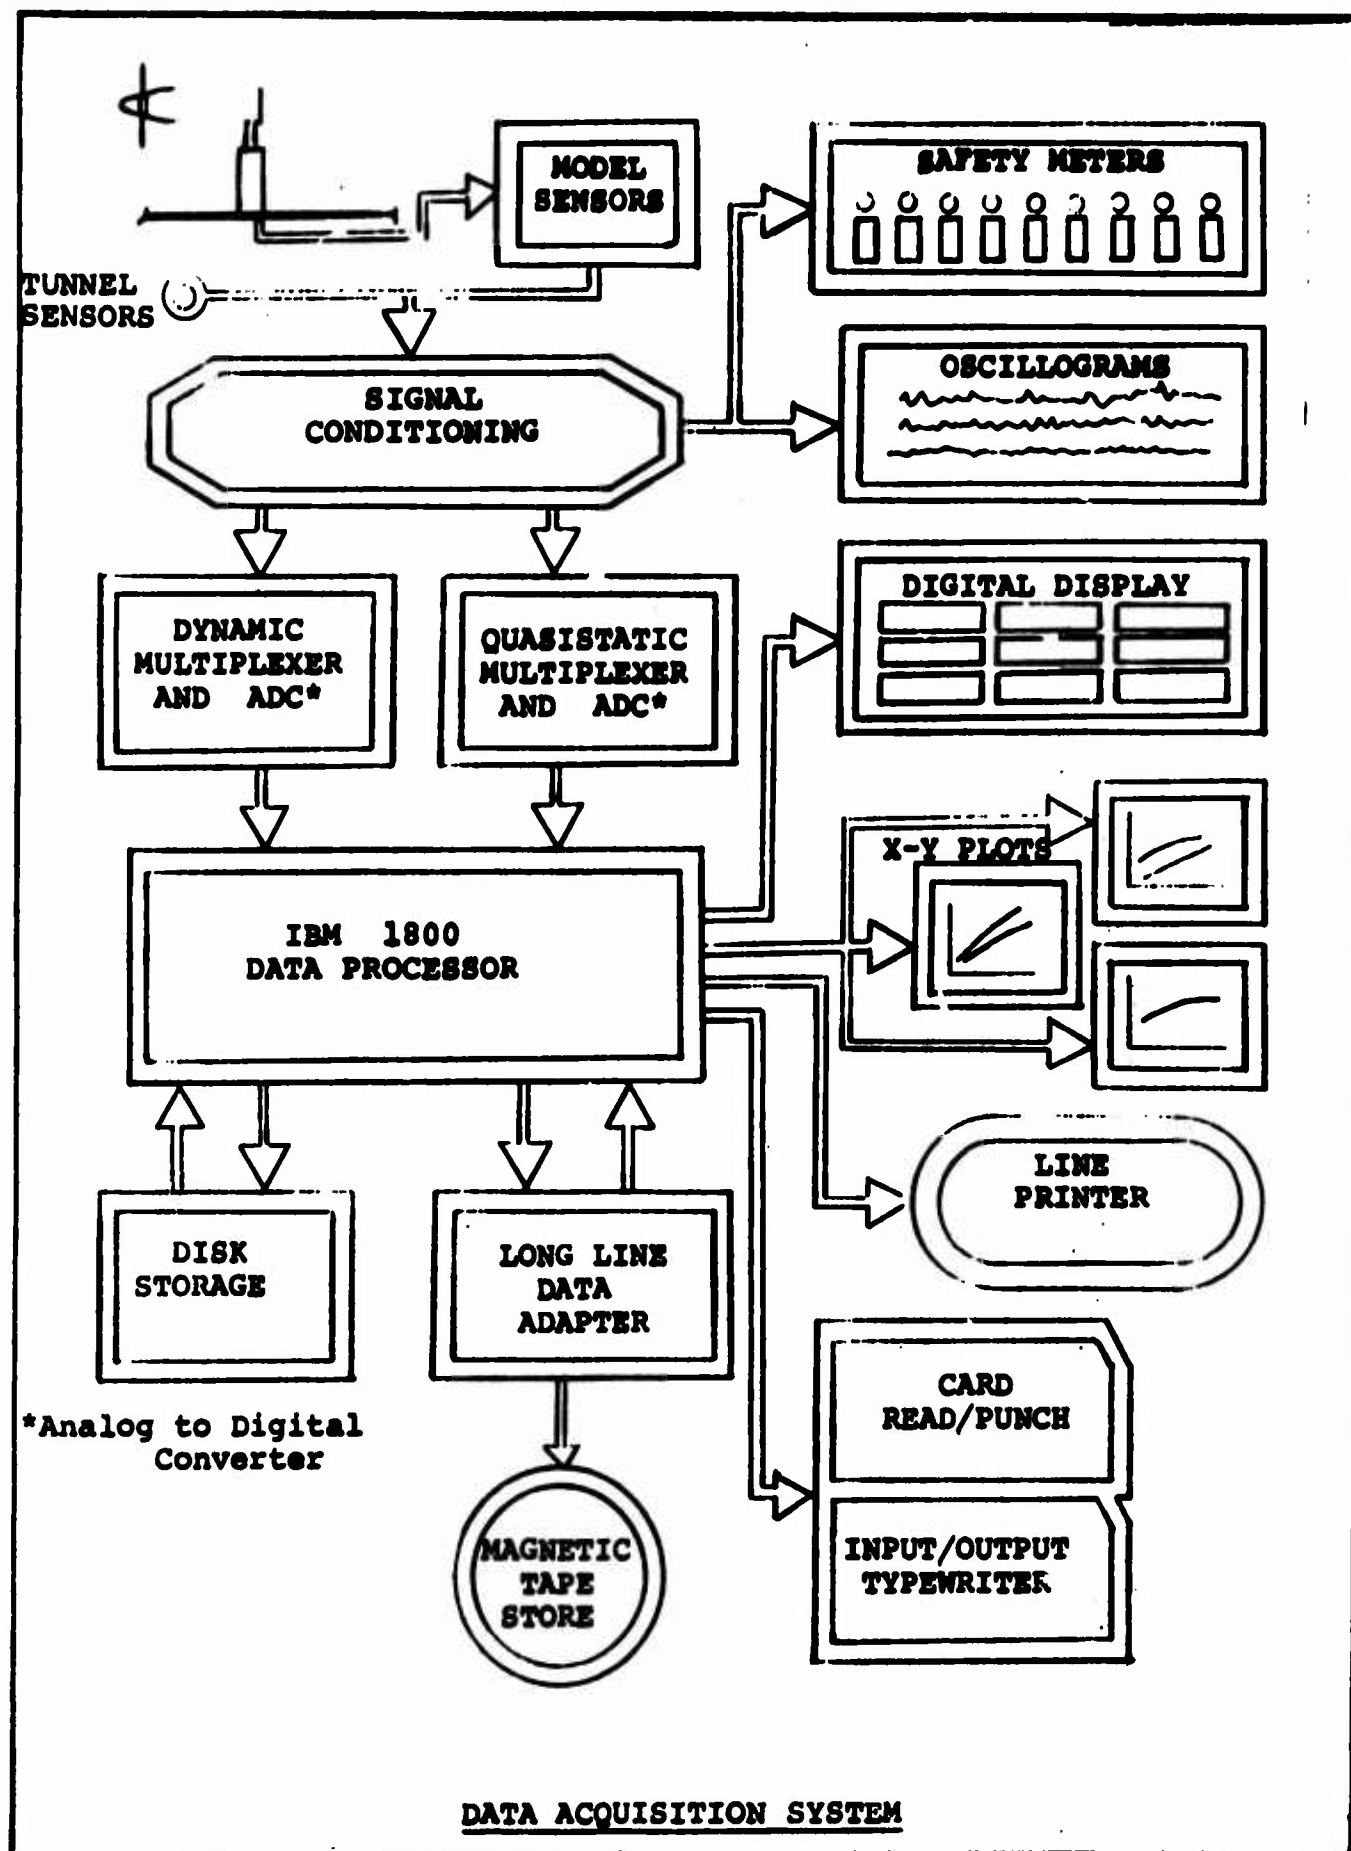 MODEL
SENSORS
SAFETY METERS
TUNNEL
SENSORS
OSCILLOGRAMS
SIGNAL
CONDITIONING
DIGITAL DISPLAY
DYNAMIC
MULTIPLEXER
AND ADC*
QUASISTATIC
MULTIPLEXER
AND ADC*
X-Y PLOTS
IBM 1800
DATA PROCESSOR
LINE
PRINTER
DISK
STORAGE
LONG LINE
DATA
ADAPTER
CARD
READ/PUNCH
*Analog to Digital
Converter
INPUT/OUTPUT
TYPEWRITER
MAGNETIC
TAPE
STORE
DATA ACQUISITION SYSTEM